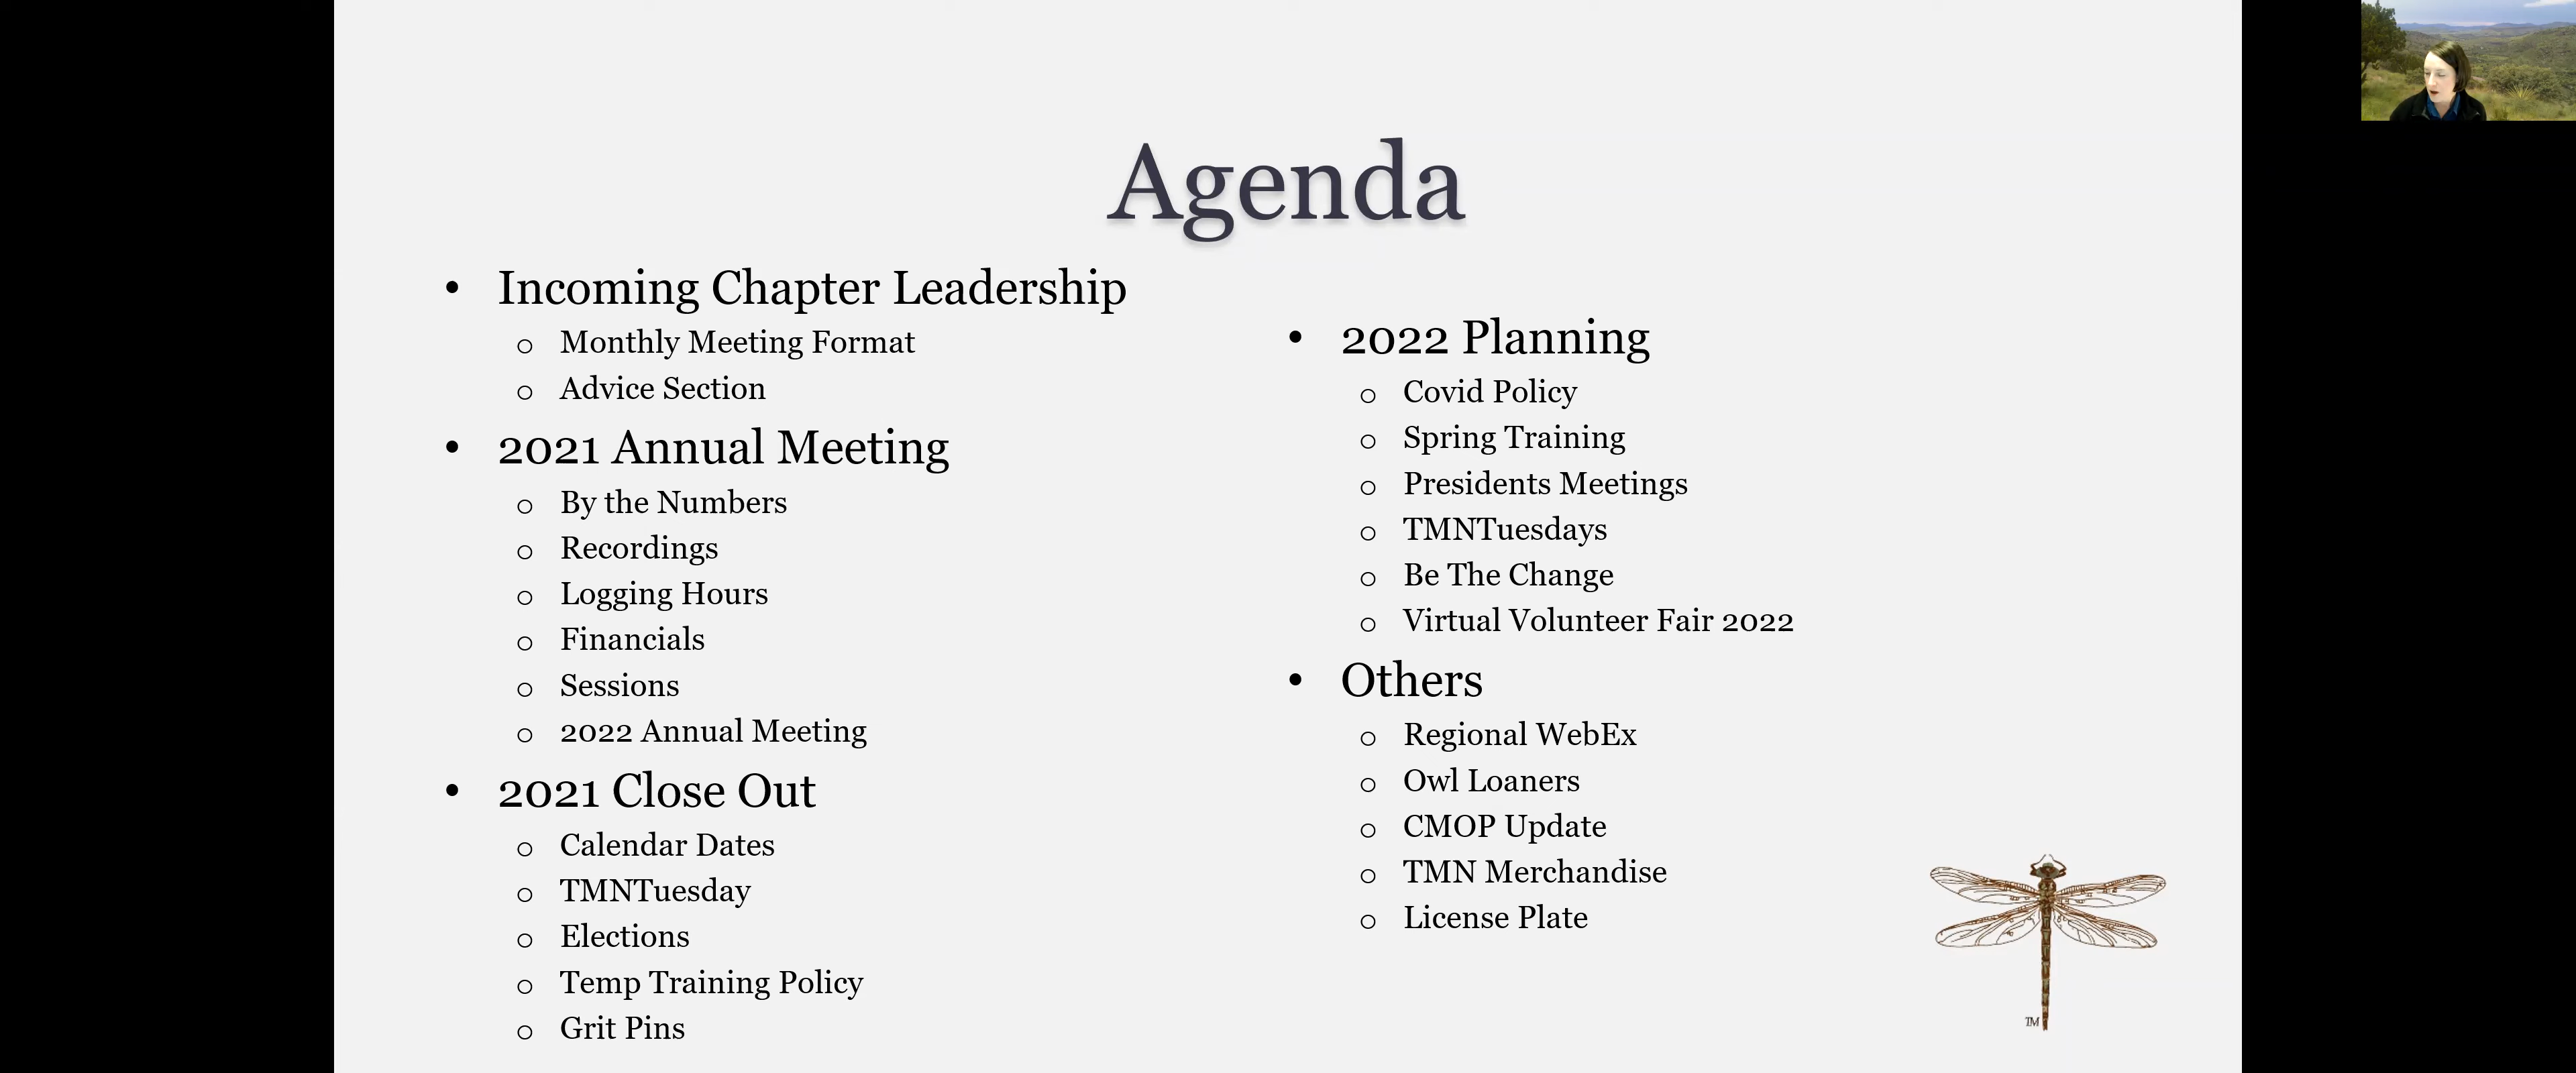 Agenda
• Incoming Chapter Leadership
o Monthly Meeting Format
o Advice Section
• 2021 Annual Meeting
o By the Numbers
o Recordings
o Logging Hours
o Financials
o Sessions
o 2022 Annual Meeting
• 2021 Close Out
o Calendar Dates
o TMNTuesday
o Elections
o Temp Training Policy
o Grit Pins
• 2022 Planning
o Covid Policy
o Spring Training
o Presidents Meetings
o TMNTuesdays
o Be The Change
o Virtual Volunteer Fair 2022
• Others
o Regional WebEx
o Owl Loaners
o CMOP Update
o TMN Merchandise
o License Plate
TM